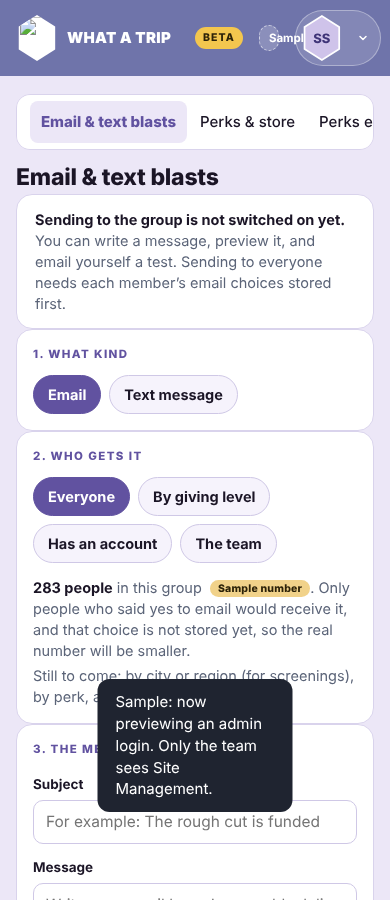 WHAT A TRIP
BETA
Sampl
SS
Email & text blasts
Perks & store
Perks e
Email & text blasts
Sending to the group is not switched on yet.
You can write a message, preview it, and
email yourself a test. Sending to everyone
needs each member’s email choices stored
first.
1. WHAT KIND
Email
Text message
2. WHO GETS IT
Everyone
By giving level
Has an account
The team
283 people in this group Sample number. Only
people who said yes to email would receive it,
and that choice is not stored yet, so the real
number will be smaller.
Still to come: by city or region (for screenings),
by perk, a
Sample: now
previewing an admin
login. Only the team
sees Site
Management.
3. THE ME
Subject
For example: The rough cut is funded
Message